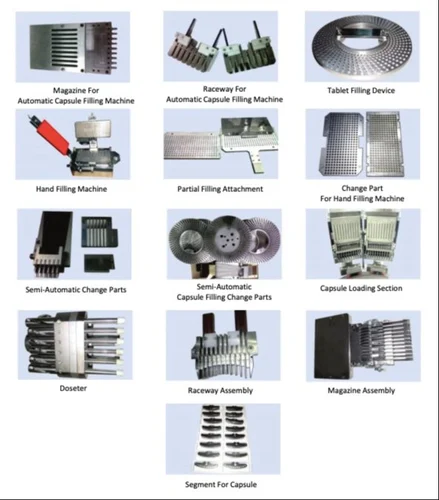 Magazine For
Automatic Capsule Filling Machine
Raceway For
Automatic Capsule Filling Machine
Tablet Filling Device
Hand Filling Machine
Partial Filling Attachment
Change Part
For Hand Filling Machine
Semi-Automatic Change Parts
Semi-Automatic
Capsule Filling Change Parts
Capsule Loading Section
Doseter
Raceway Assembly
Magazine Assembly
Segment For Capsule